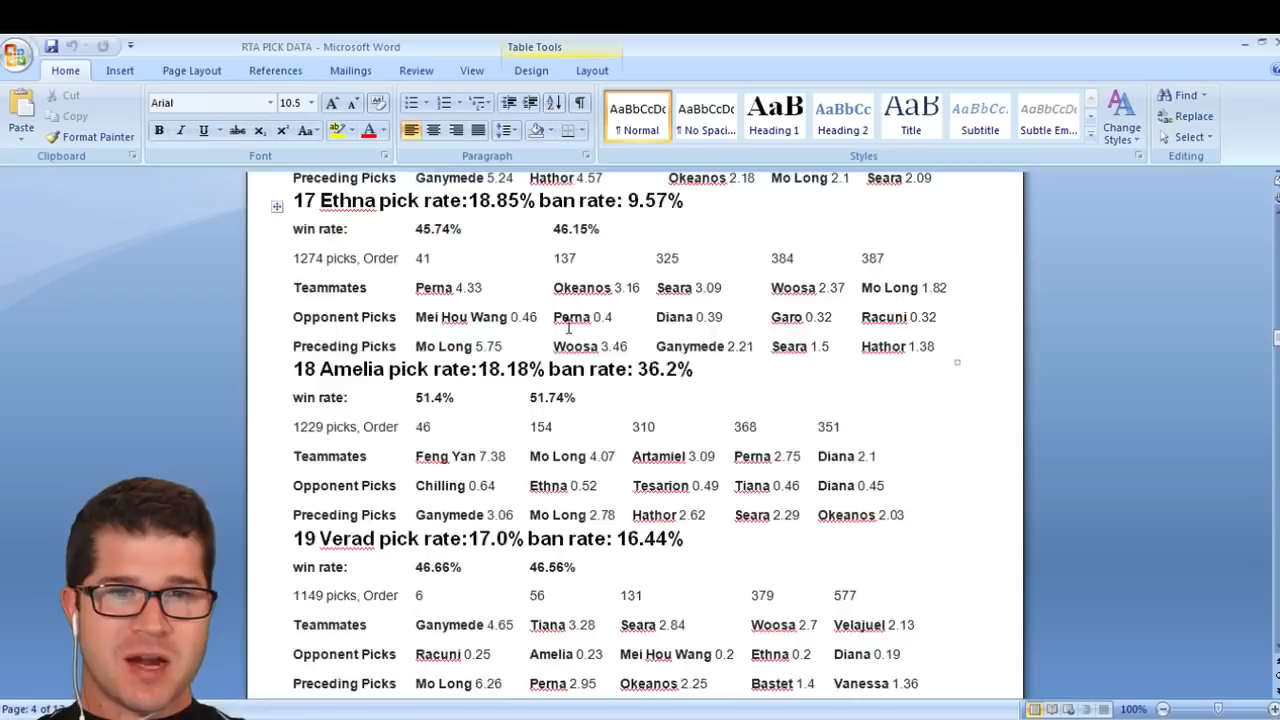 RTA PICK DATA - Microsoft Word
Table Tools
Home Insert Page Layout References Mailings Review View Design Layout
Paste
Cut
Copy
Format Painter
Clipboard
Arial 10.5
Font
Paragraph
AaBbCcDc AaBbCcDc AaB AaBbCc AaB AaBbCc. AaBbCcDc
¶ Normal ¶ No Spaci... Heading 1 Heading 2 Title Subtitle Subtle Em...
Change Styles
Styles
Find
Replace
Select
Editing
Preceding Picks Ganymede 5.24 Hathor 4.57 Okeanos 2.18 Mo Long 2.1 Seara 2.09
17 Ethna pick rate:18.85% ban rate: 9.57%
win rate: 45.74% 46.15%
1274 picks, Order 41 137 325 384 387
Teammates Perna 4.33 Okeanos 3.16 Seara 3.09 Woosa 2.37 Mo Long 1.82
Opponent Picks Mei Hou Wang 0.46 Perna 0.4 Diana 0.39 Garo 0.32 Racuni 0.32
Preceding Picks Mo Long 5.75 Woosa 3.46 Ganymede 2.21 Seara 1.5 Hathor 1.38
18 Amelia pick rate:18.18% ban rate: 36.2%
win rate: 51.4% 51.74%
1229 picks, Order 46 154 310 368 351
Teammates Feng Yan 7.38 Mo Long 4.07 Artamiel 3.09 Perna 2.75 Diana 2.1
Opponent Picks Chilling 0.64 Ethna 0.52 Tesarion 0.49 Tiana 0.46 Diana 0.45
Preceding Picks Ganymede 3.06 Mo Long 2.78 Hathor 2.62 Seara 2.29 Okeanos 2.03
19 Verad pick rate:17.0% ban rate: 16.44%
win rate: 46.66% 46.56%
1149 picks, Order 6 56 131 379 577
Teammates Ganymede 4.65 Tiana 3.28 Seara 2.84 Woosa 2.7 Velajuel 2.13
Opponent Picks Racuni 0.25 Amelia 0.23 Mei Hou Wang 0.2 Ethna 0.2 Diana 0.19
Preceding Picks Mo Long 6.26 Perna 2.95 Okeanos 2.25 Bastet 1.4 Vanessa 1.36
Page: 4 of
100%